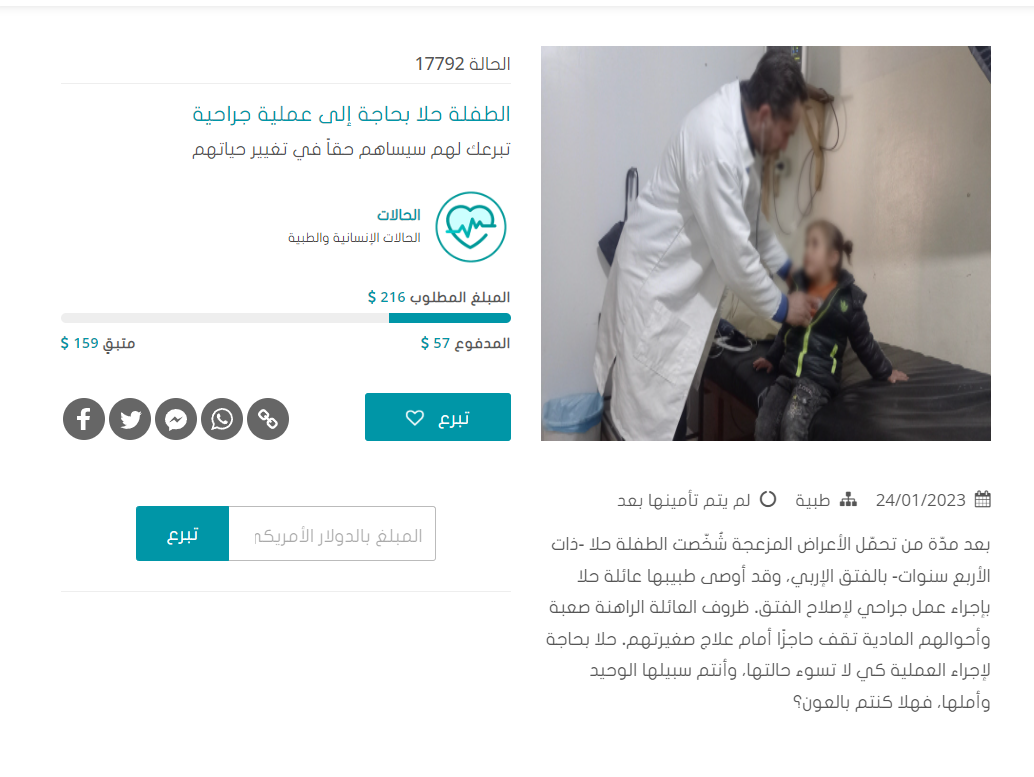 الحالة 17792
الطفلة حلا بحاجة إلى عملية جراحية
تبرعك لهم سيساهم حقاً في تغيير حياتهم
الحالات
الحالات الإنسانية والطبية
المبلغ المطلوب 216 $
المدفوع 57 $
متبقٍ 159 $
تبرع
المبلغ بالدولار الأمريكي
تبرع
24/01/2023 طبية لم يتم تأمينها بعد
بعد مدّة من تحمّل الأعراض المزعجة شُخّصت الطفلة حلا -ذات
الأربع سنوات- بالفتق الإربي، وقد أوصى طبيبها عائلة حلا
بإجراء عمل جراحي لإصلاح الفتق. ظروف العائلة الراهنة صعبة
وأحوالهم المادية تقف حاجزًا أمام علاج صغيرتهم. حلا بحاجة
لإجراء العملية كي لا تسوء حالتها، وأنتم سبيلها الوحيد
وأملها، فهلا كنتم بالعون؟